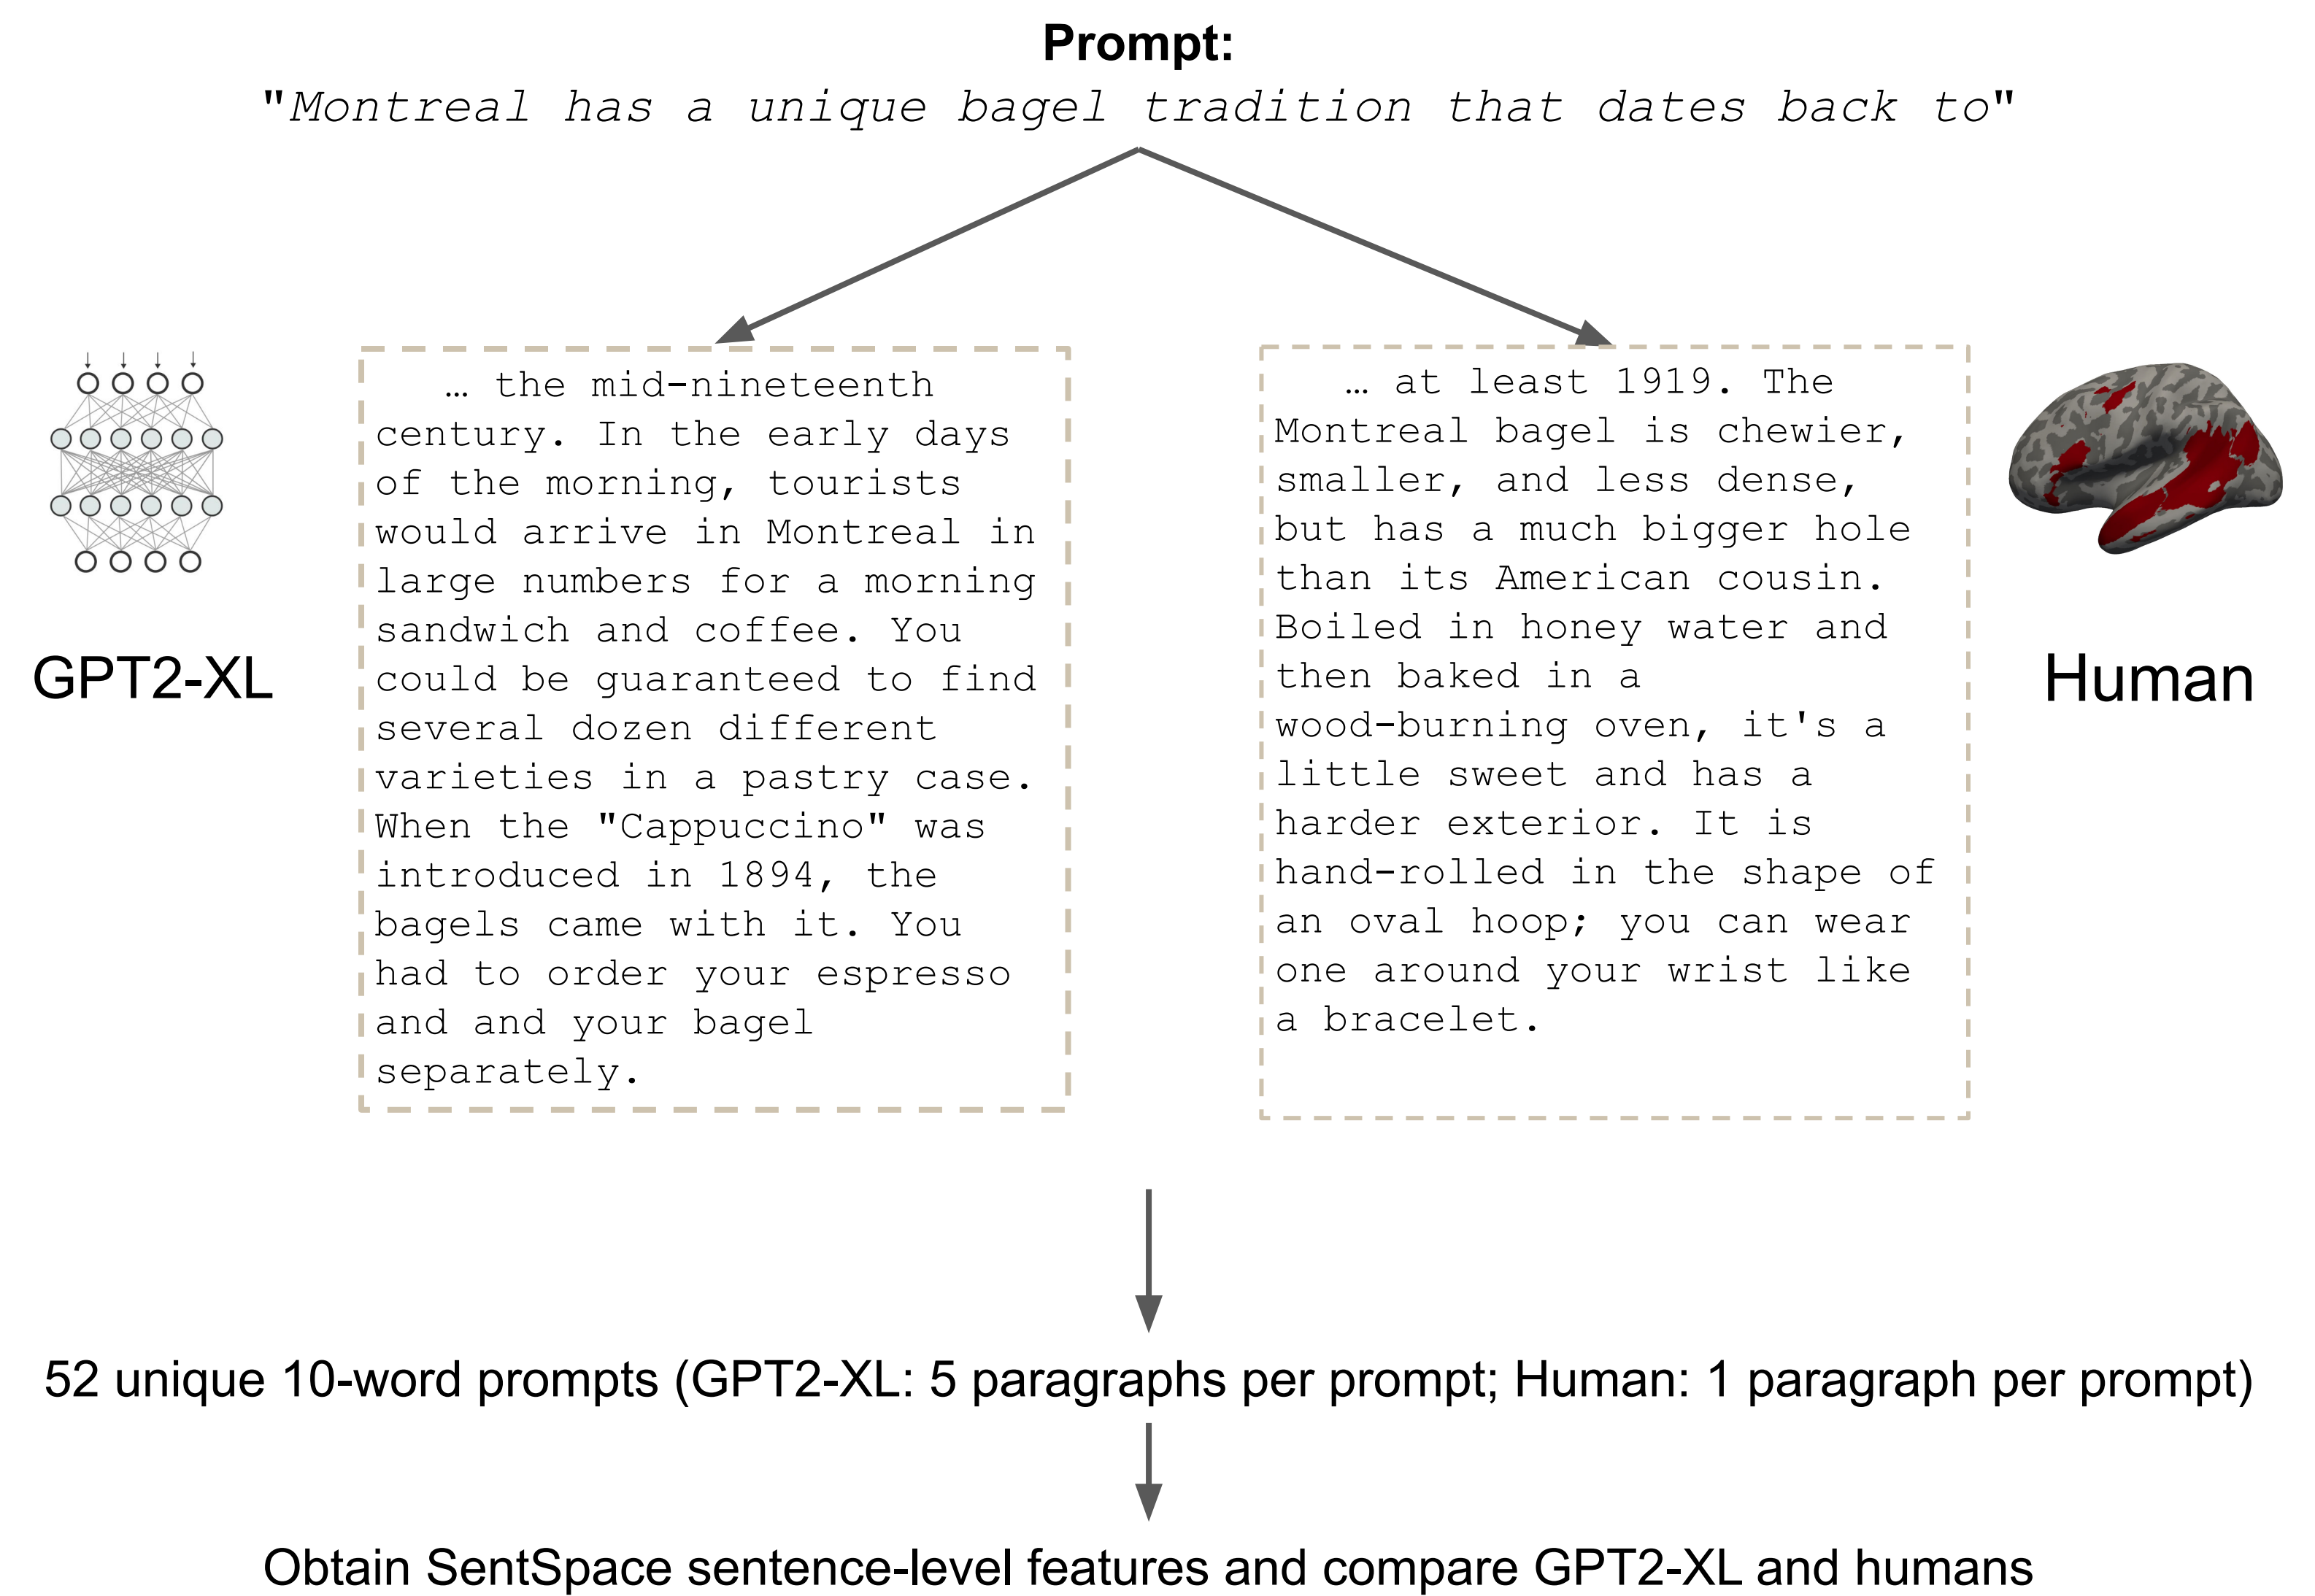 Prompt:
"Montreal has a unique bagel tradition that dates back to"
… the mid-nineteenth
century. In the early days
of the morning, tourists
would arrive in Montreal in
large numbers for a morning
sandwich and coffee. You
could be guaranteed to find
several dozen different
varieties in a pastry case.
When the "Cappuccino" was
introduced in 1894, the
bagels came with it. You
had to order your espresso
and and your bagel
separately.
GPT2-XL
… at least 1919. The
Montreal bagel is chewier,
smaller, and less dense,
but has a much bigger hole
than its American cousin.
Boiled in honey water and
then baked in a
wood-burning oven, it's a
little sweet and has a
harder exterior. It is
hand-rolled in the shape of
an oval hoop; you can wear
one around your wrist like
a bracelet.
Human
52 unique 10-word prompts (GPT2-XL: 5 paragraphs per prompt; Human: 1 paragraph per prompt)
Obtain SentSpace sentence-level features and compare GPT2-XL and humans